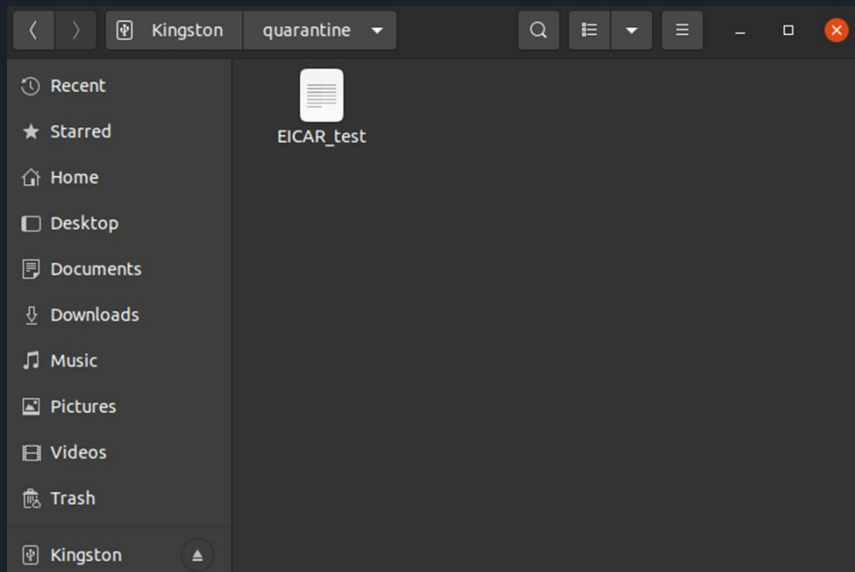 Kingston quarantine
EICAR_test
Recent
Starred
Home
Desktop
Documents
Downloads
Music
Pictures
Videos
Trash
Kingston